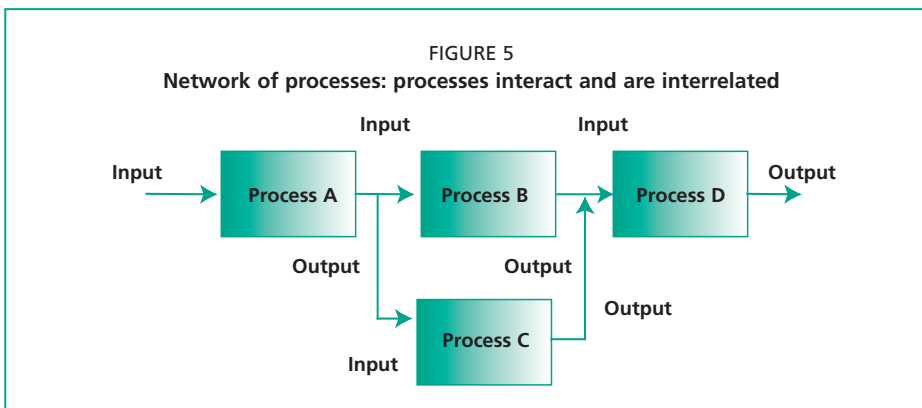 FIGURE 5
Network of processes: processes interact and are interrelated
Input
Input
Input
Output
Process A
Process B
Process D
Output
Output
Output
Process C
Input